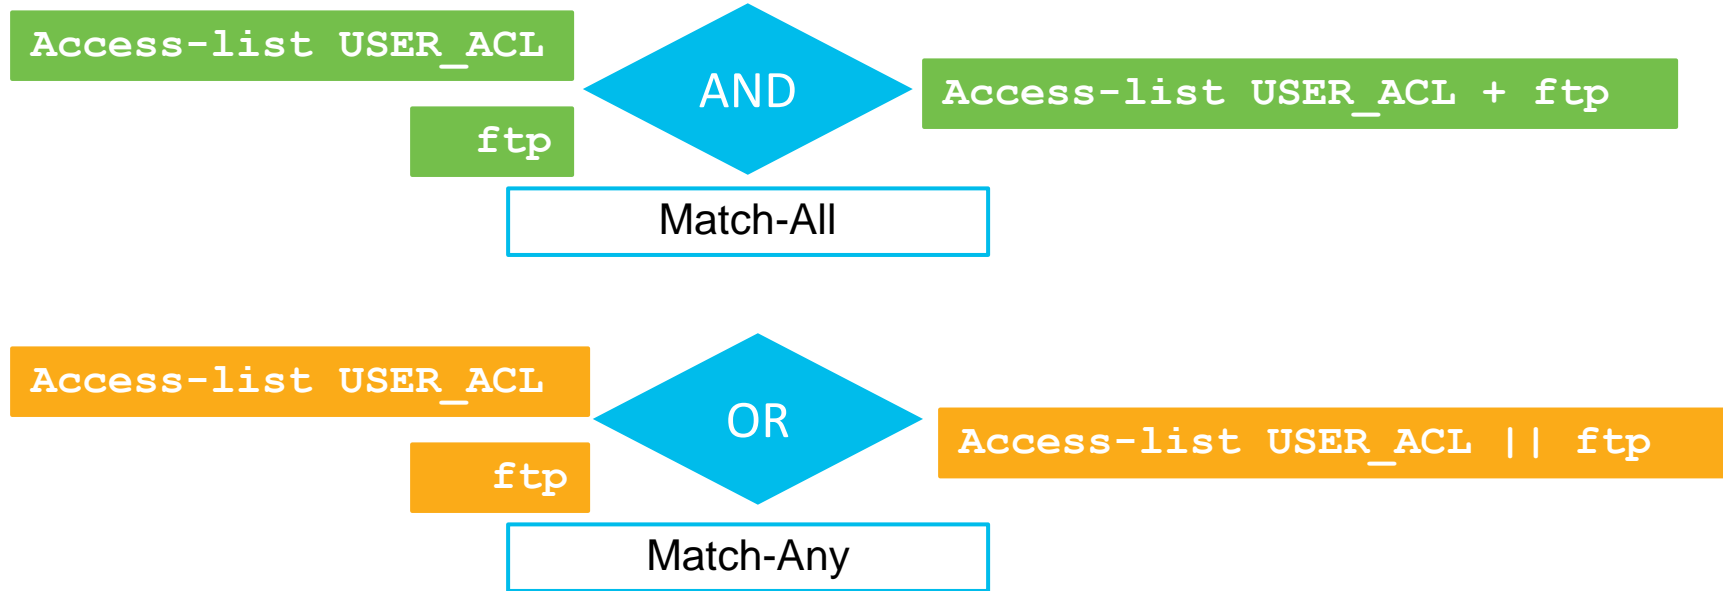 Access-list USER_ACL
ftp
AND
Access-list USER_ACL + ftp
Match-All
Access-list USER_ACL
ftp
OR
Access-list USER_ACL || ftp
Match-Any